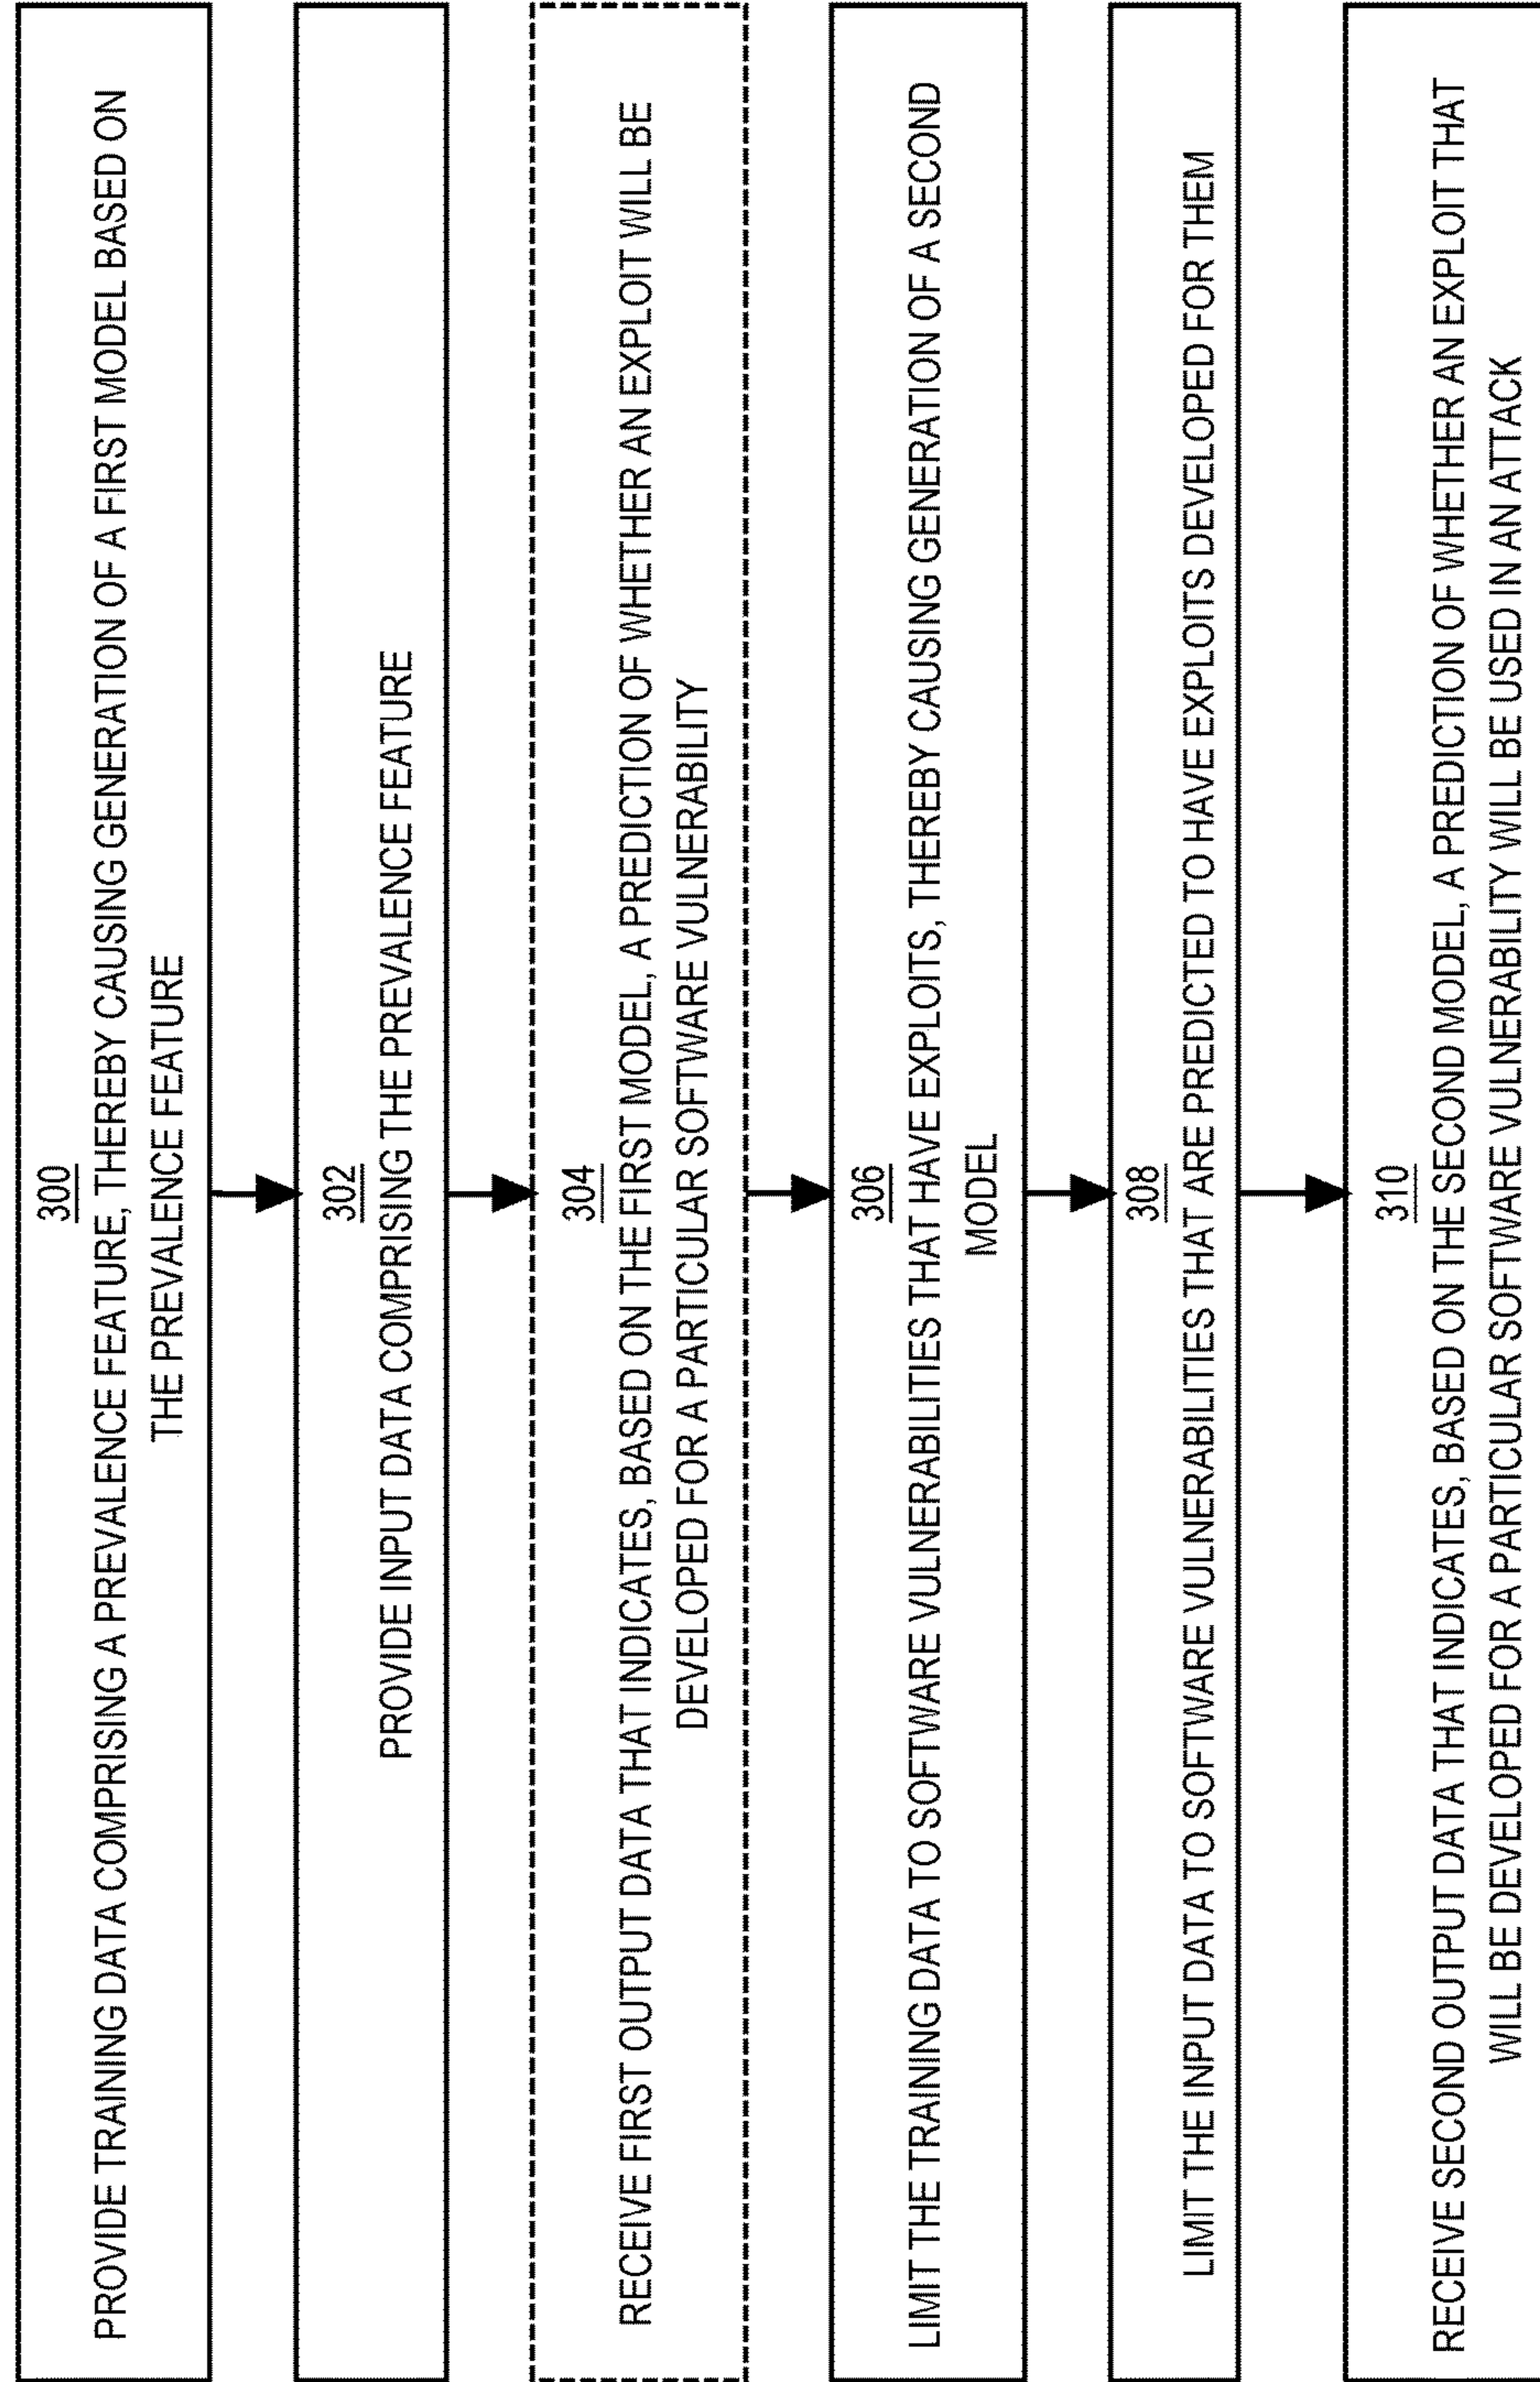 300
PROVIDE TRAINING DATA COMPRISING A PREVALENCE FEATURE, THEREBY CAUSING GENERATION OF A FIRST MODEL BASED ON
THE PREVALENCE FEATURE
302
PROVIDE INPUT DATA COMPRISING THE PREVALENCE FEATURE
304
RECEIVE FIRST OUTPUT DATA THAT INDICATES, BASED ON THE FIRST MODEL, A PREDICTION OF WHETHER AN EXPLOIT WILL BE
DEVELOPED FOR A PARTICULAR SOFTWARE VULNERABILITY
306
LIMIT THE TRAINING DATA TO SOFTWARE VULNERABILITIES THAT HAVE EXPLOITS, THEREBY CAUSING GENERATION OF A SECOND
MODEL
308
LIMIT THE INPUT DATA TO SOFTWARE VULNERABILITIES THAT ARE PREDICTED TO HAVE EXPLOITS DEVELOPED FOR THEM
310
RECEIVE SECOND OUTPUT DATA THAT INDICATES, BASED ON THE SECOND MODEL, A PREDICTION OF WHETHER AN EXPLOIT THAT
WILL BE DEVELOPED FOR A PARTICULAR SOFTWARE VULNERABILITY WILL BE USED IN AN ATTACK